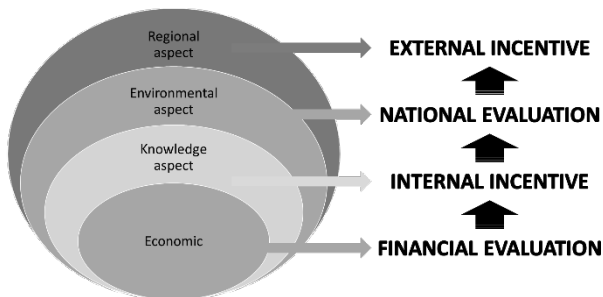 Regional
aspect
EXTERNAL INCENTIVE
Environmental
aspect
NATIONAL EVALUATION
Knowledge
aspect
INTERNAL INCENTIVE
Economic
FINANCIAL EVALUATION